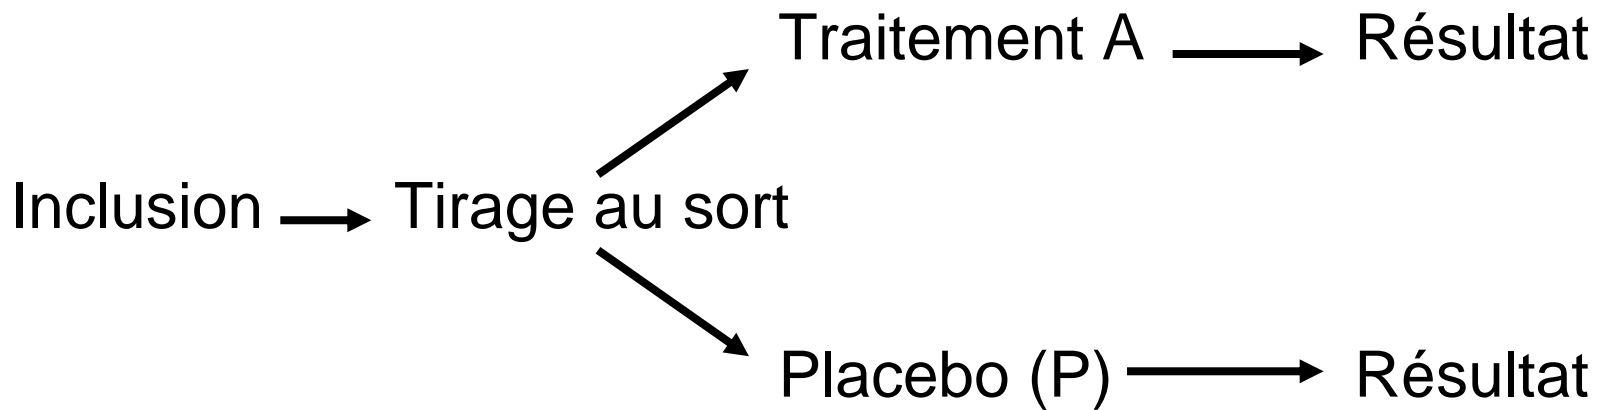 Traitement A
Résultat
Inclusion
Tirage au sort
Placebo (P)
Résultat